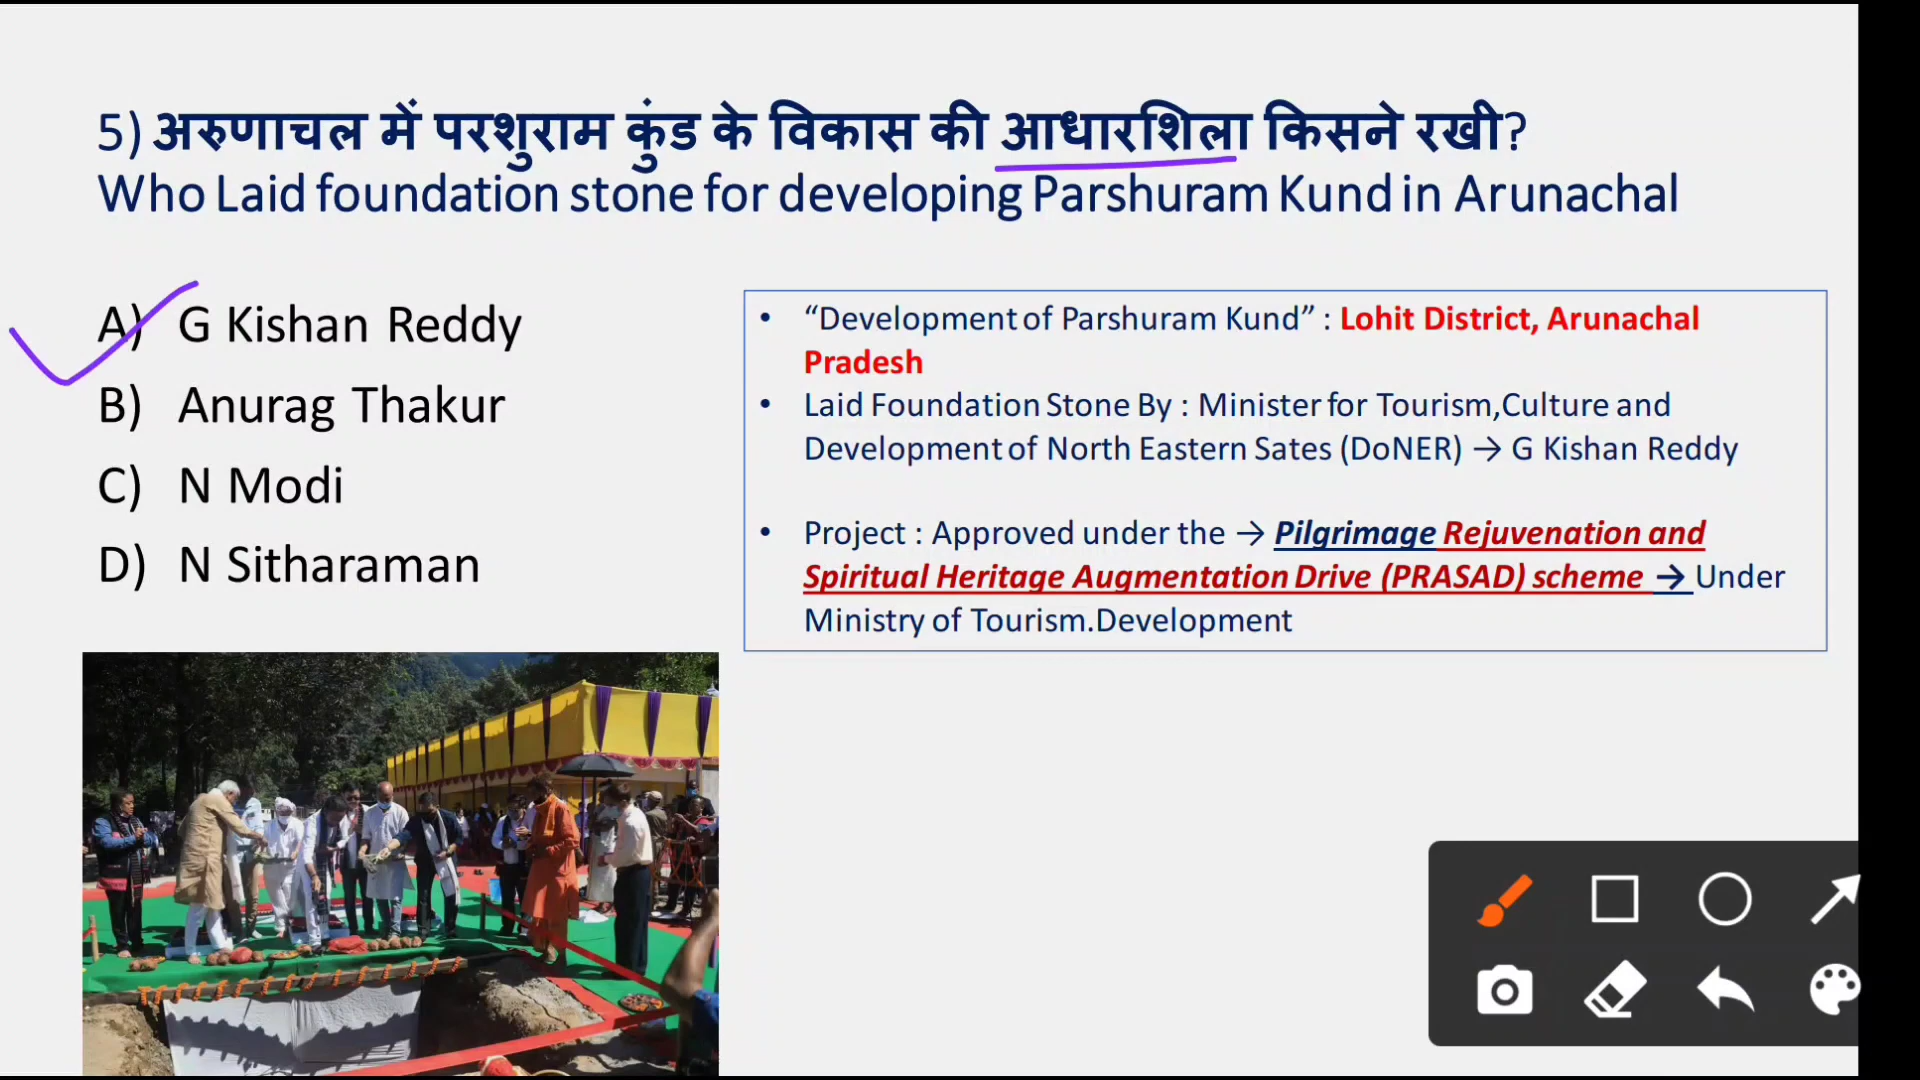 5) अरुणाचल में परशुराम कुंड के विकास की आधारशिला किसने रखी?
Who Laid foundation stone for developing Parshuram Kund in Arunachal
A) G Kishan Reddy
B) Anurag Thakur
C) N Modi
D) N Sitharaman
• “Development of Parshuram Kund” : Lohit District, Arunachal
Pradesh
• Laid Foundation Stone By : Minister for Tourism,Culture and
Development of North Eastern Sates (DoNER) → G Kishan Reddy
• Project : Approved under the → Pilgrimage Rejuvenation and
Spiritual Heritage Augmentation Drive (PRASAD) scheme → Under
Ministry of Tourism.Development